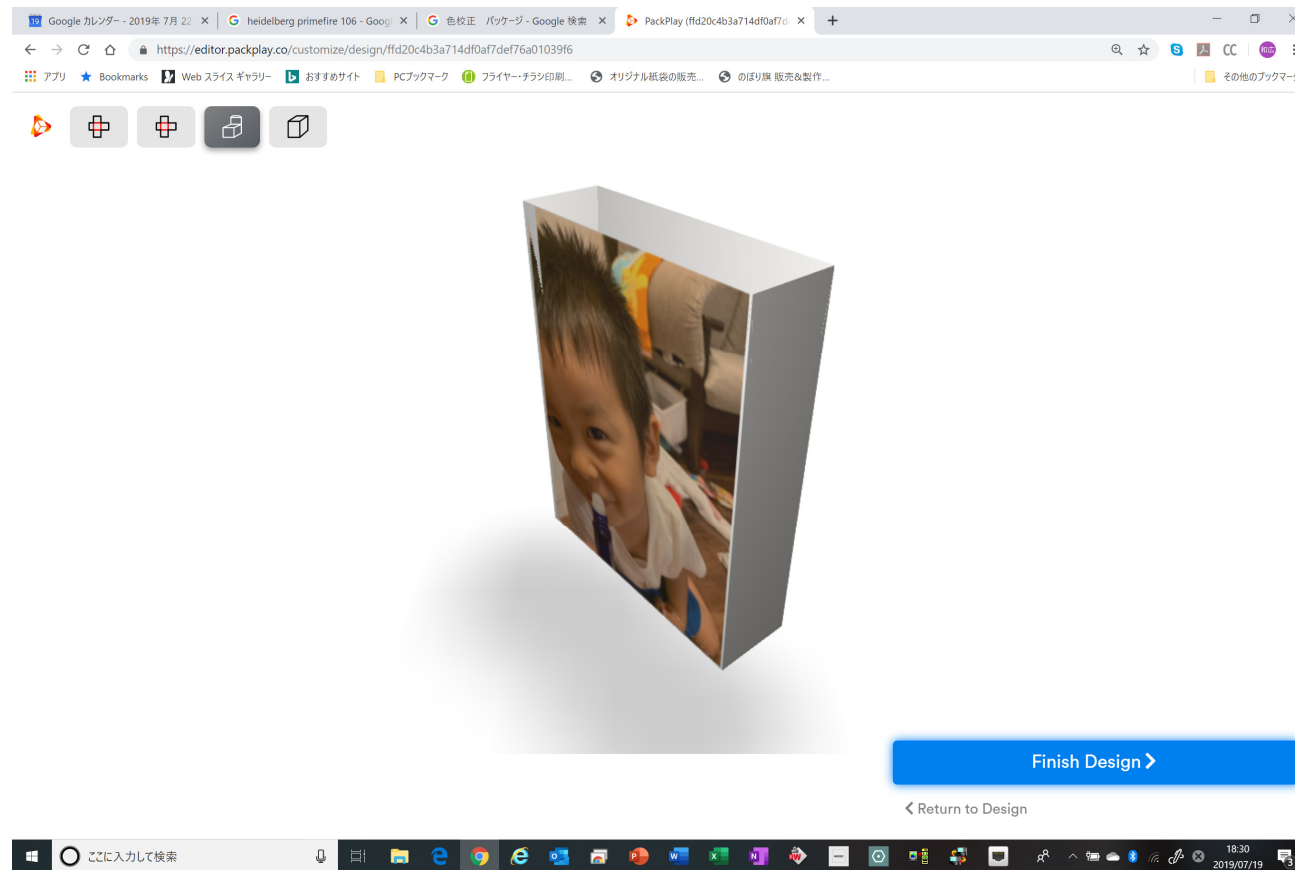 19 Google カレンダー - 2019年 7月 22
heidelberg primefire 106 - Goog
色校正 パッケージ - Google 検索
PackPlay (ffd20c4b3a714df0af7d
https://editor.packplay.co/customize/design/ffd20c4b3a714df0af7def76a01039f6
CC
アプリ
Bookmarks
Web スライス ギャラリー
おすすめサイト
PCブックマーク
フライヤー・チラシ印刷...
オリジナル紙袋の販売...
のぼり旗 販売&製作...
その他のブックマーク
Finish Design
Return to Design
ここに入力して検索
18:30
2019/07/19
3